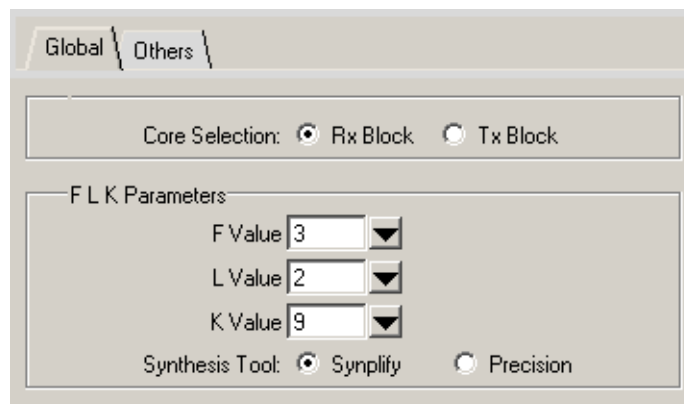 Global Others
Core Selection: Rx Block Tx Block
F L K Parameters
F Value 3
L Value 2
K Value 9
Synthesis Tool: Synplify Precision